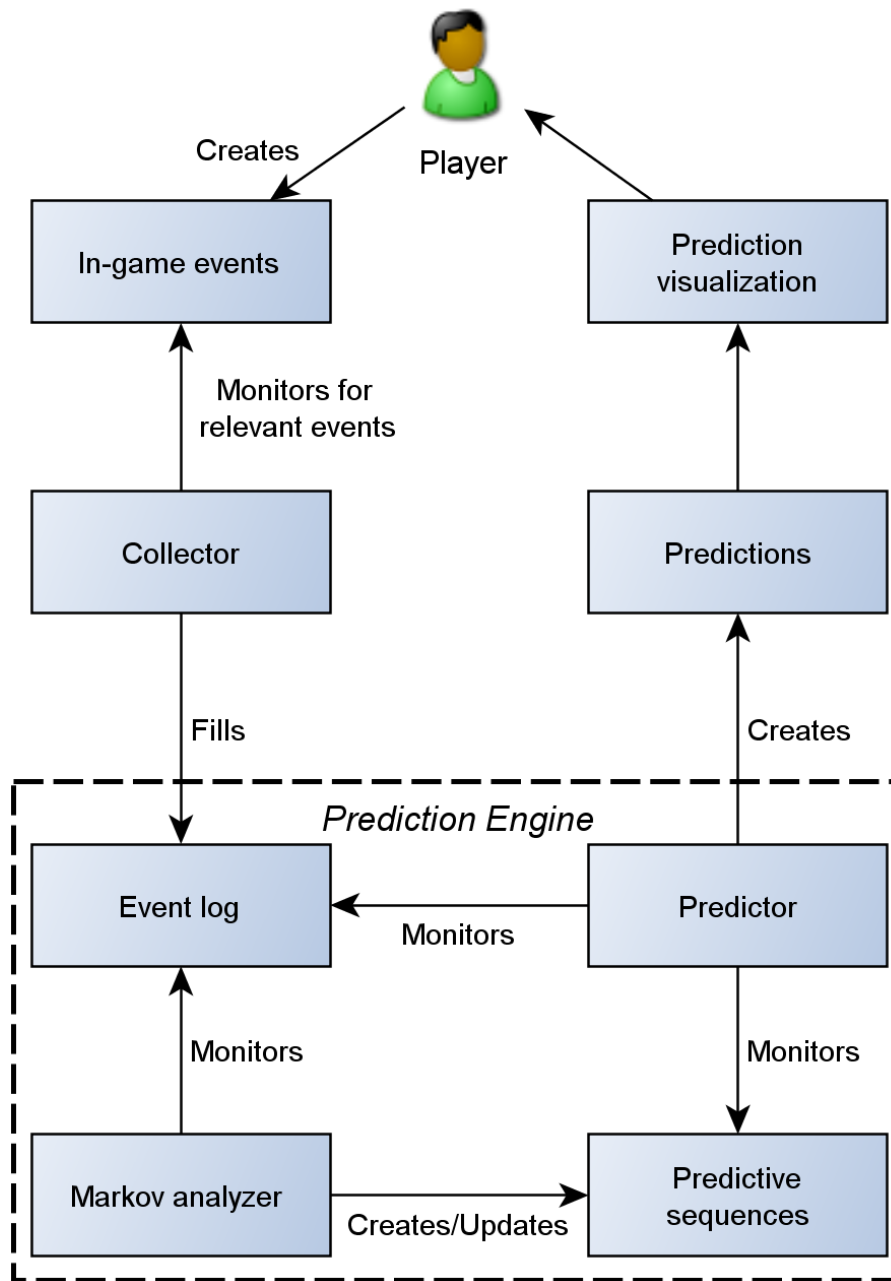 Creates
Player
In-game events
Prediction
visualization
Monitors for
relevant events
Collector
Predictions
Fills
Creates
Prediction Engine
Event log
Monitors
Predictor
Monitors
Monitors
Markov analyzer
Creates/Updates
Predictive
sequences